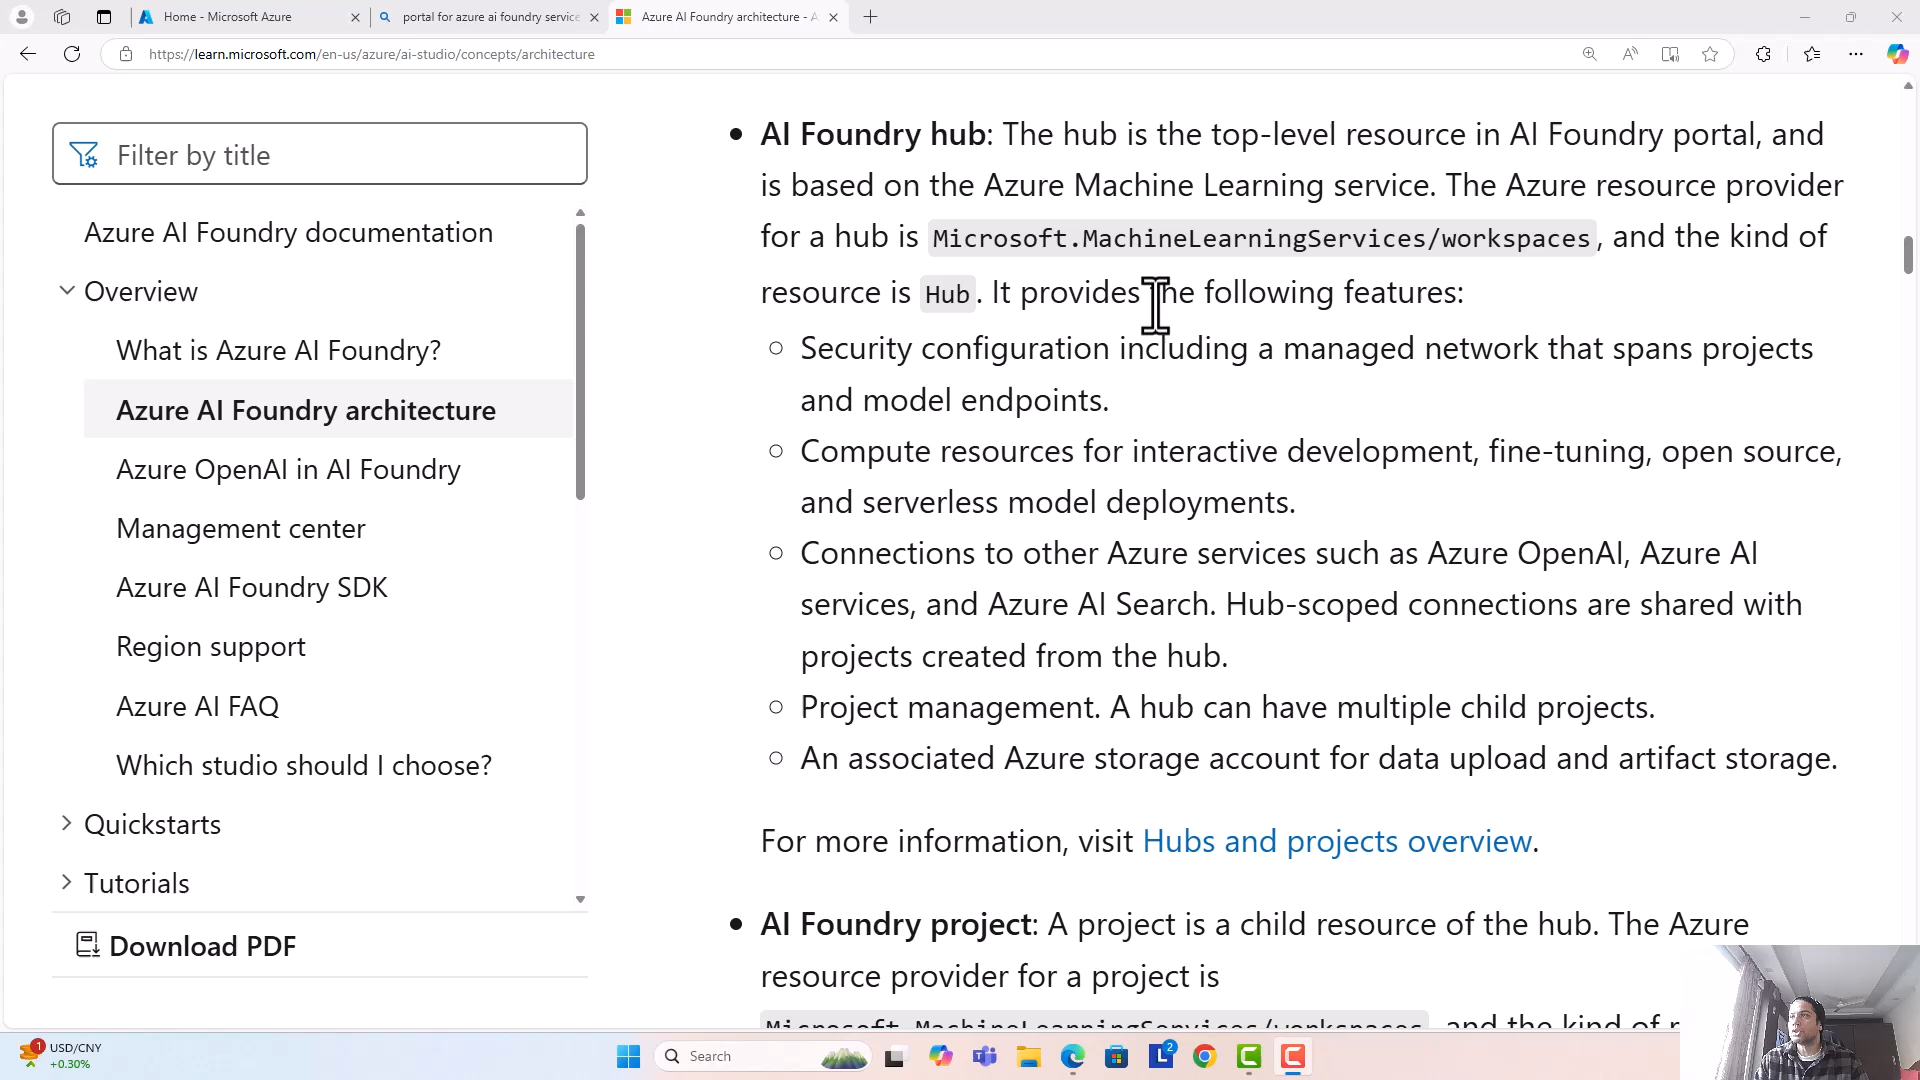 Home - Microsoft Azure
portal for azure ai foundry service
Azure AI Foundry architecture - A
https://learn.microsoft.com/en-us/azure/ai-studio/concepts/architecture
Filter by title
Azure AI Foundry documentation
Overview
What is Azure AI Foundry?
Azure AI Foundry architecture
Azure OpenAI in AI Foundry
Management center
Azure AI Foundry SDK
Region support
Azure AI FAQ
Which studio should I choose?
Quickstarts
Tutorials
Download PDF
AI Foundry hub: The hub is the top-level resource in AI Foundry portal, and
is based on the Azure Machine Learning service. The Azure resource provider
for a hub is Microsoft.MachineLearningServices/workspaces, and the kind of
resource is Hub. It provides the following features:
Security configuration including a managed network that spans projects
and model endpoints.
Compute resources for interactive development, fine-tuning, open source,
and serverless model deployments.
Connections to other Azure services such as Azure OpenAI, Azure AI
services, and Azure AI Search. Hub-scoped connections are shared with
projects created from the hub.
Project management. A hub can have multiple child projects.
An associated Azure storage account for data upload and artifact storage.
For more information, visit Hubs and projects overview.
AI Foundry project: A project is a child resource of the hub. The Azure
resource provider for a project is
Microsoft.MachineLearningServices/workspaces, and the kind of r
1
USD/CNY
+0.30%
Search
L
2